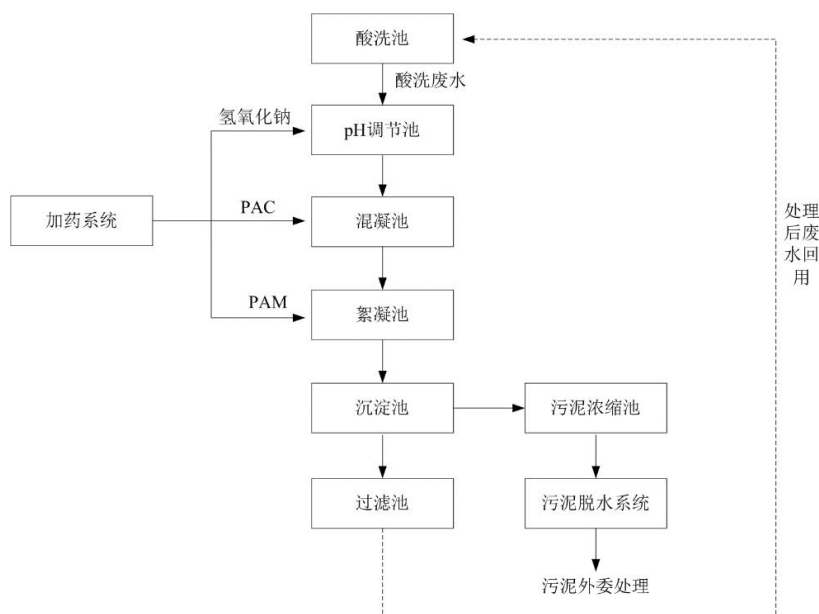 酸洗池
酸洗废水
氢氧化钠
pH调节池
加药系统
PAC
混凝池
处理
后废
水回
用
PAM
絮凝池
沉淀池
污泥浓缩池
过滤池
污泥脱水系统
污泥外委处理